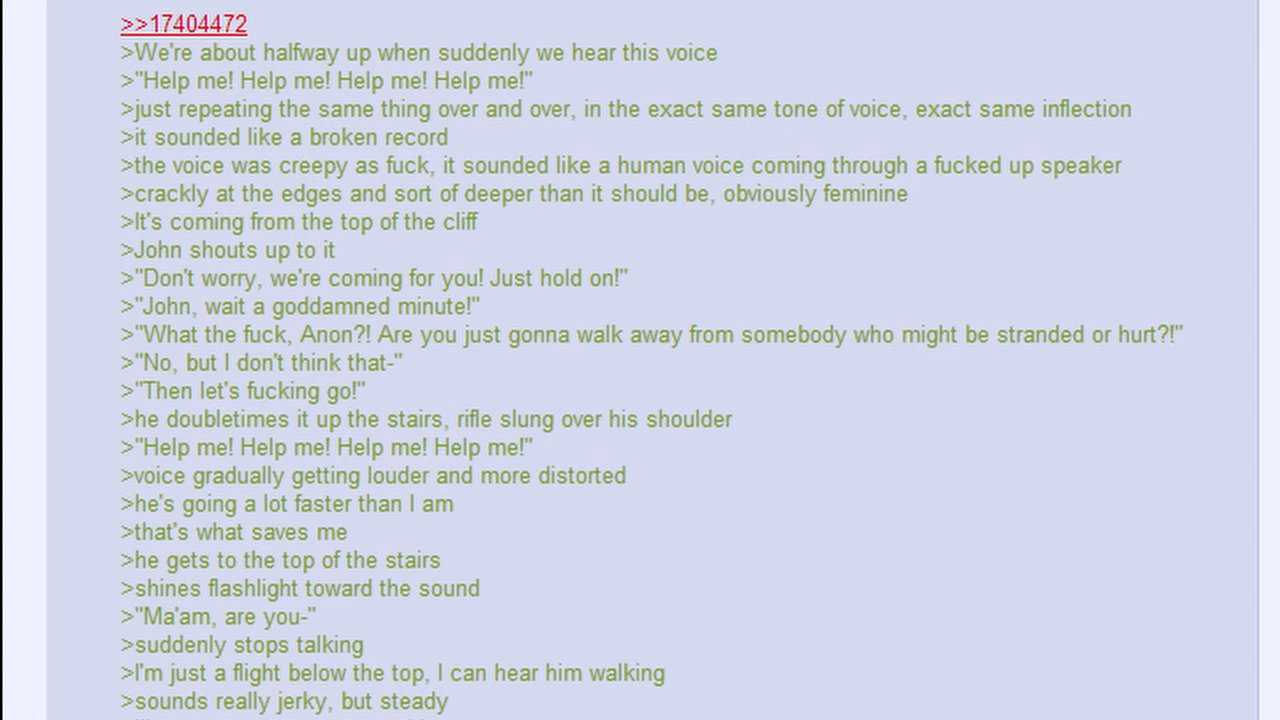 >>17404472
>We're about halfway up when suddenly we hear this voice
>"Help me! Help me! Help me! Help me!"
>just repeating the same thing over and over, in the exact same tone of voice, exact same inflection
>it sounded like a broken record
>the voice was creepy as fuck, it sounded like a human voice coming through a fucked up speaker
>crackly at the edges and sort of deeper than it should be, obviously feminine
>It's coming from the top of the cliff
>John shouts up to it
>"Don't worry, we're coming for you! Just hold on!"
>"John, wait a goddamned minute!"
>"What the fuck, Anon?! Are you just gonna walk away from somebody who might be stranded or hurt?!"
>"No, but I don't think that-"
>"Then let's fucking go!"
>he doubletimes it up the stairs, rifle slung over his shoulder
>"Help me! Help me! Help me! Help me!"
>voice gradually getting louder and more distorted
>he's going a lot faster than I am
>that's what saves me
>he gets to the top of the stairs
>shines flashlight toward the sound
>"Ma'am, are you-"
>suddenly stops talking
>I'm just a flight below the top, I can hear him walking
>sounds really jerky, but steady